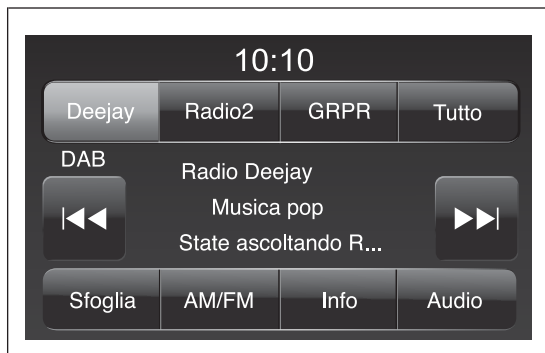 10:10
Deejay Radio2 GRPR Tutto
DAB
Radio Deejay
Musica pop
State ascoltando R...
Sfoglia AM/FM Info Audio